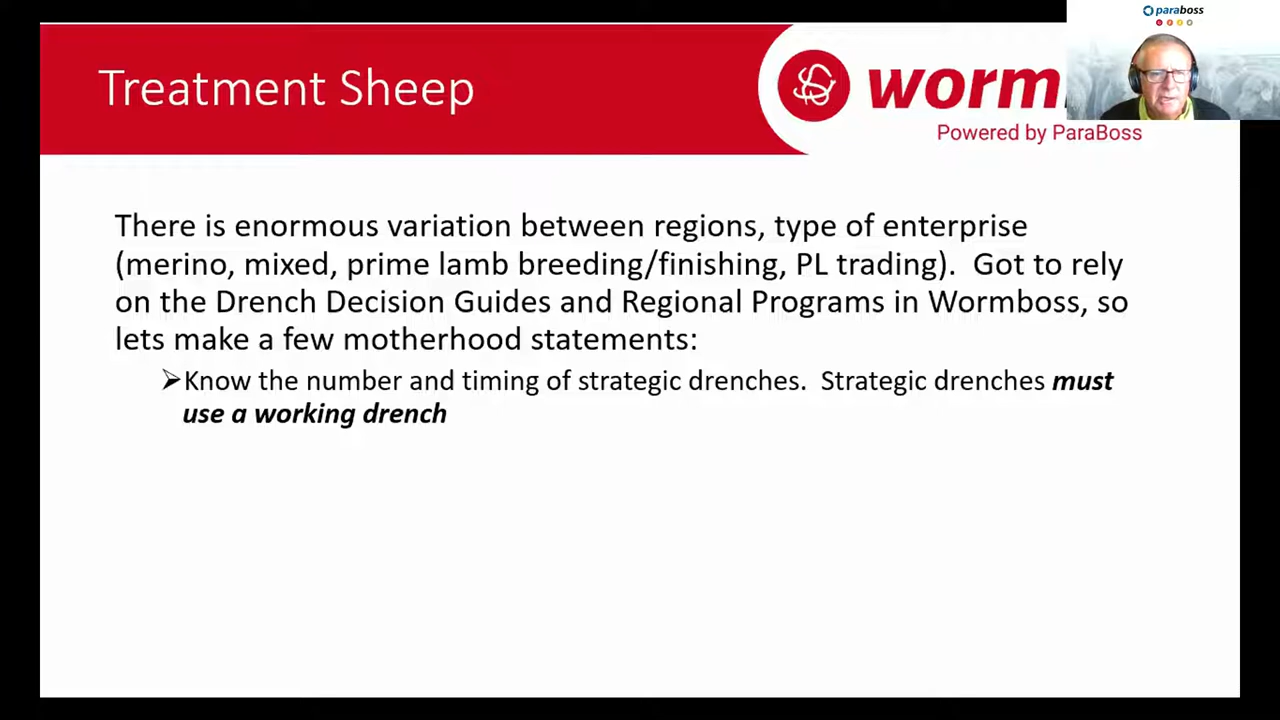 paraboss
Treatment Sheep
worm
Powered by ParaBoss
There is enormous variation between regions, type of enterprise
(merino, mixed, prime lamb breeding/finishing, PL trading).  Got to rely
on the Drench Decision Guides and Regional Programs in Wormboss, so
lets make a few motherhood statements:
➢Know the number and timing of strategic drenches.  Strategic drenches must
use a working drench